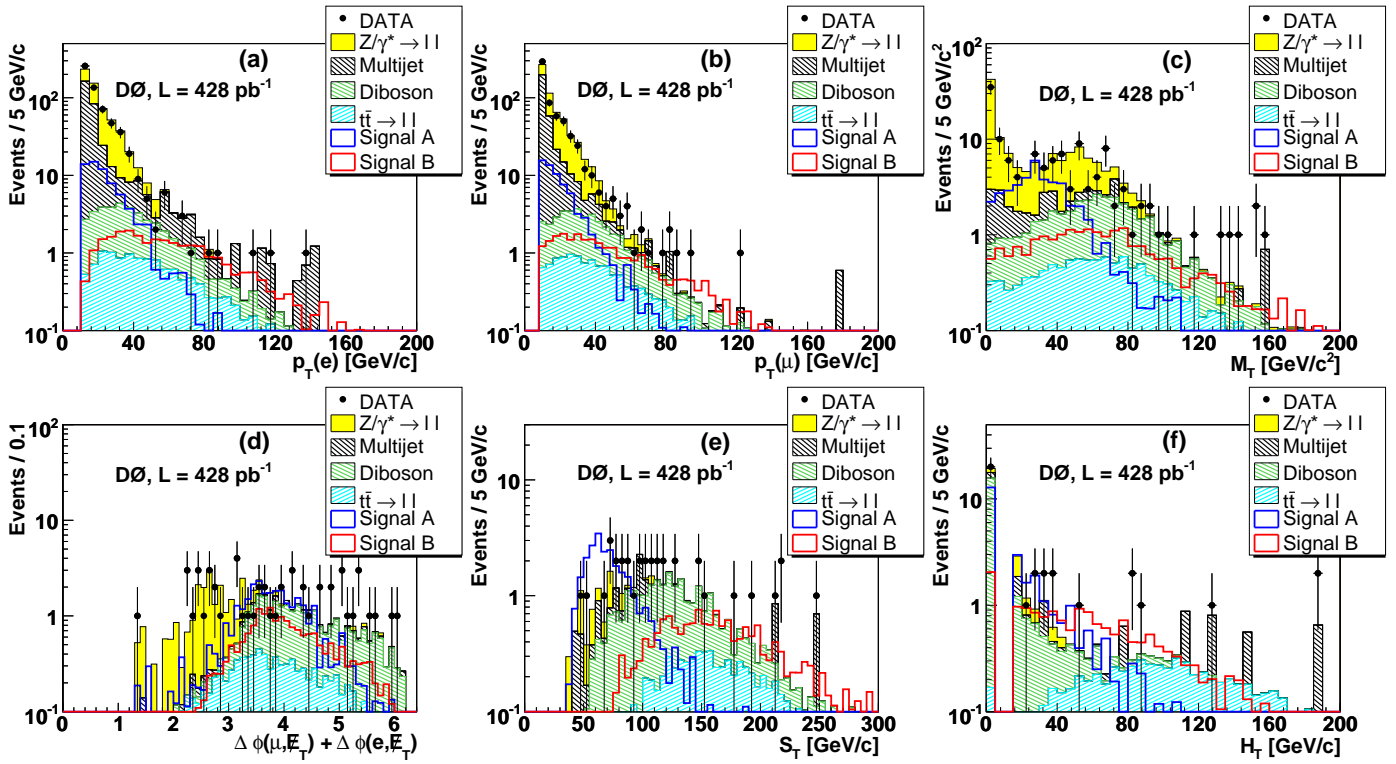 (a)
DØ, L = 428 pb⁻¹
DATA
Z/γ* → l l
Multijet
Diboson
tt̄ → l l
Signal A
Signal B
Events / 5 GeV/c
10²
10
1
10⁻¹
0 40 80 120 160 200
p_T(e) [GeV/c]
(b)
DØ, L = 428 pb⁻¹
DATA
Z/γ* → l l
Multijet
Diboson
tt̄ → l l
Signal A
Signal B
Events / 5 GeV/c
10²
10
1
10⁻¹
0 40 80 120 160 200
p_T(μ) [GeV/c]
(c)
DØ, L = 428 pb⁻¹
DATA
Z/γ* → l l
Multijet
Diboson
tt̄ → l l
Signal A
Signal B
Events / 5 GeV/c²
10²
10
1
10⁻¹
0 40 80 120 160 200
M_T [GeV/c²]
(d)
DØ, L = 428 pb⁻¹
DATA
Z/γ* → l l
Multijet
Diboson
tt̄ → l l
Signal A
Signal B
Events / 0.1
10²
10
1
10⁻¹
0 1 2 3 4 5 6
Δ φ(μ,E̸_T) + Δ φ(e,E̸_T)
(e)
DØ, L = 428 pb⁻¹
DATA
Z/γ* → l l
Multijet
Diboson
tt̄ → l l
Signal A
Signal B
Events / 5 GeV/c
10
1
10⁻¹
0 50 100 150 200 250 300
S_T [GeV/c]
(f)
DØ, L = 428 pb⁻¹
DATA
Z/γ* → l l
Multijet
Diboson
tt̄ → l l
Signal A
Signal B
Events / 5 GeV/c
10
1
10⁻¹
0 40 80 120 160 200
H_T [GeV/c]